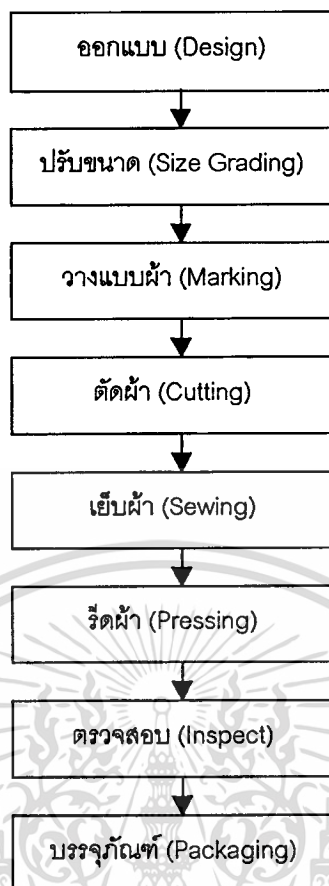 ออกแบบ (Design)
ปรับขนาด (Size Grading)
วางแบบผ้า (Marking)
ตัดผ้า (Cutting)
เย็บผ้า (Sewing)
รีดผ้า (Pressing)
ตรวจสอบ (Inspect)
บรรจุภัณฑ์ (Packaging)